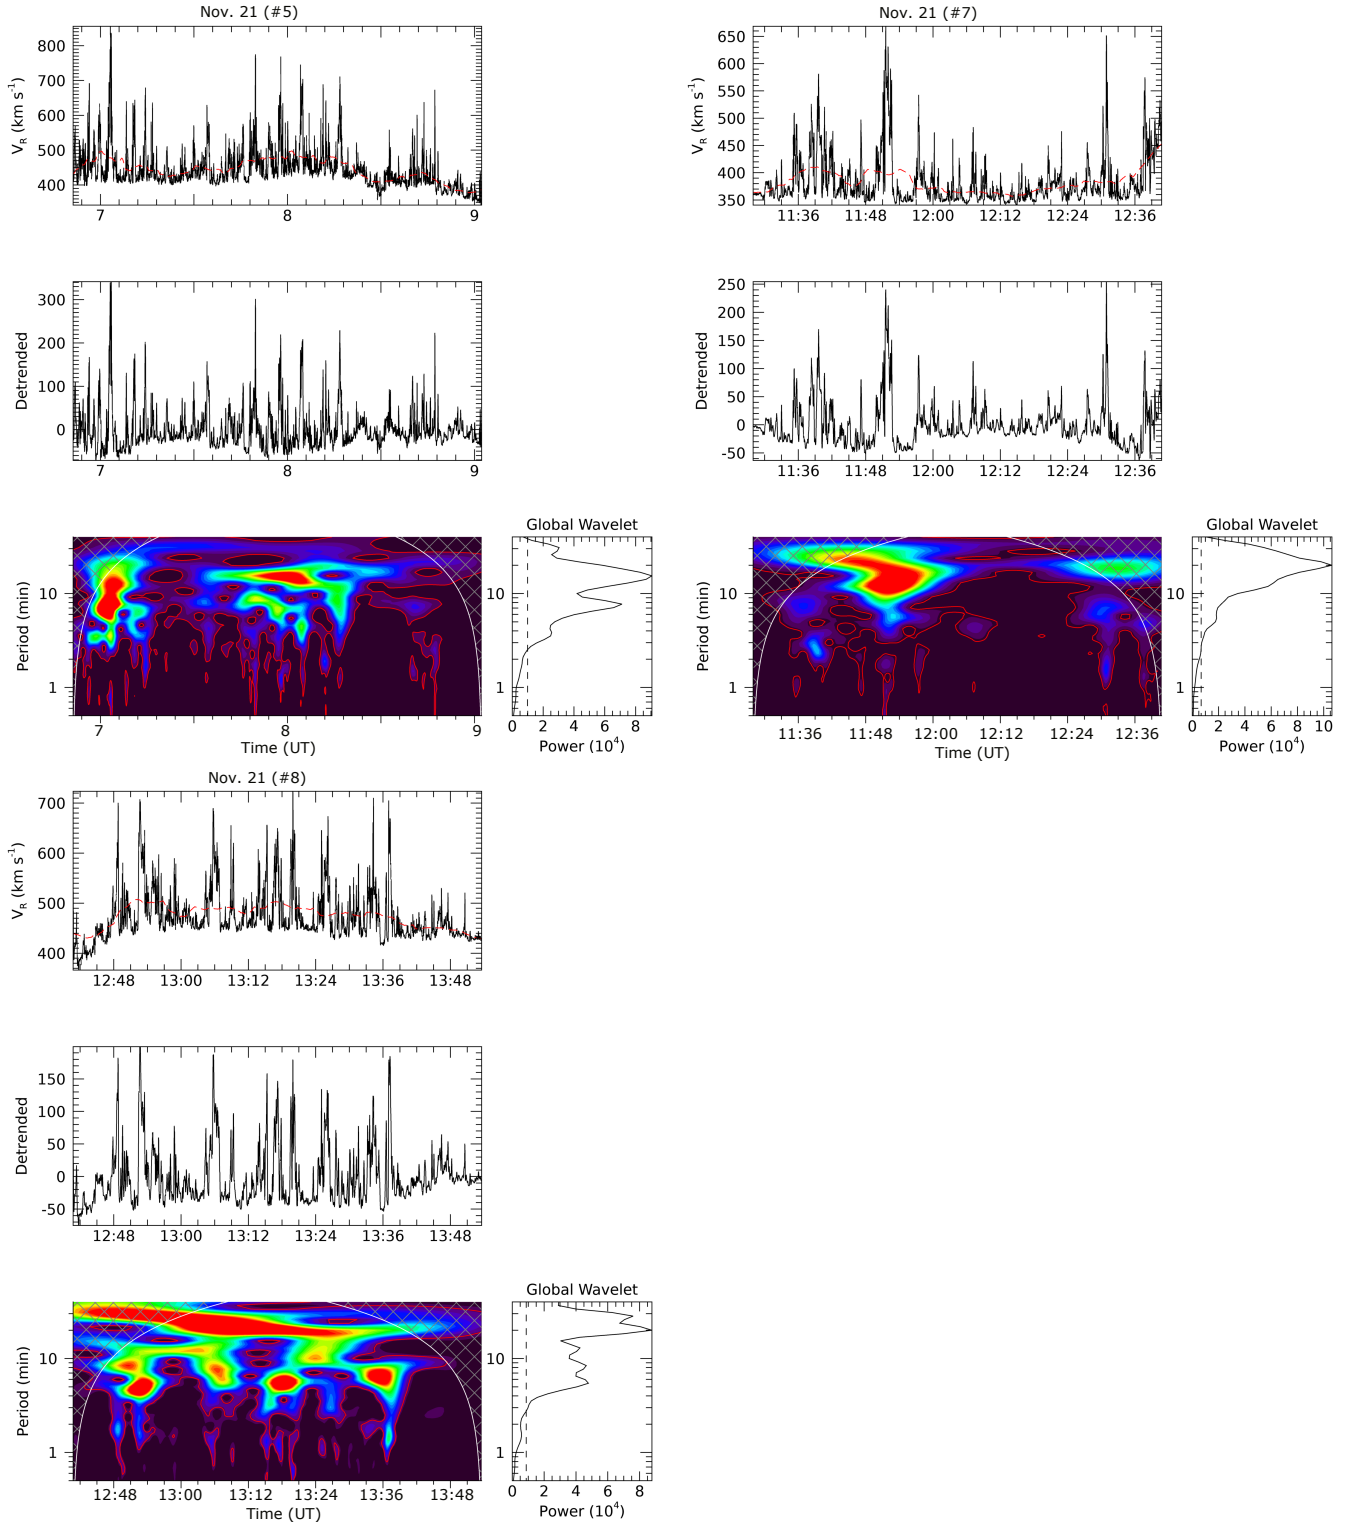 Nov. 21 (#5)
V_R (km s^-1)
800
700
600
500
400
7 8 9
Detrended
300
200
100
0
7 8 9
Period (min)
10
1
7 8 9
Time (UT)
Global Wavelet
10
1
0 2 4 6 8
Power (10^4)
Nov. 21 (#7)
V_R (km s^-1)
650
600
550
500
450
400
350
11:36 11:48 12:00 12:12 12:24 12:36
Detrended
250
200
150
100
50
0
-50
11:36 11:48 12:00 12:12 12:24 12:36
Period (min)
10
1
11:36 11:48 12:00 12:12 12:24 12:36
Time (UT)
Global Wavelet
10
1
0 2 4 6 8 10
Power (10^4)
Nov. 21 (#8)
V_R (km s^-1)
700
600
500
400
12:48 13:00 13:12 13:24 13:36 13:48
Detrended
150
100
50
0
-50
12:48 13:00 13:12 13:24 13:36 13:48
Period (min)
10
1
12:48 13:00 13:12 13:24 13:36 13:48
Time (UT)
Global Wavelet
10
1
0 2 4 6 8
Power (10^4)